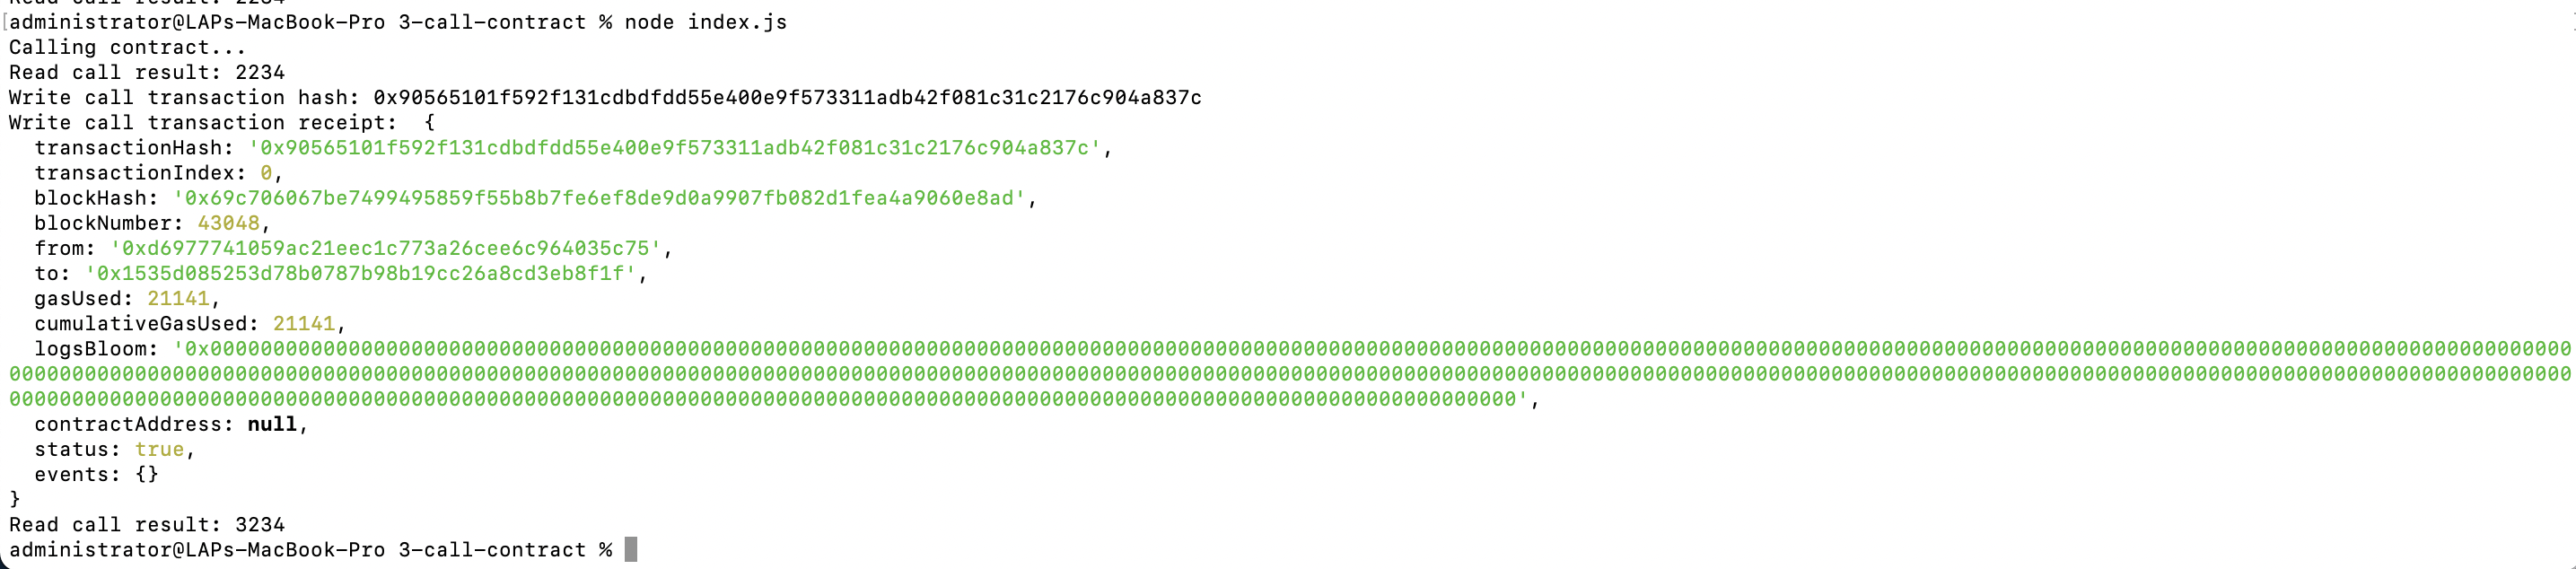 Read call result: 2234
[administrator@LAPs-MacBook-Pro 3-call-contract % node index.js
Calling contract...
Read call result: 2234
Write call transaction hash: 0x90565101f592f131cdbdfdd55e400e9f573311adb42f081c31c2176c904a837c
Write call transaction receipt:  {
  transactionHash: '0x90565101f592f131cdbdfdd55e400e9f573311adb42f081c31c2176c904a837c',
  transactionIndex: 0,
  blockHash: '0x69c706067be7499495859f55b8b7fe6ef8de9d0a9907fb082d1fea4a9060e8ad',
  blockNumber: 43048,
  from: '0xd6977741059ac21eec1c773a26cee6c964035c75',
  to: '0x1535d085253d78b0787b98b19cc26a8cd3eb8f1f',
  gasUsed: 21141,
  cumulativeGasUsed: 21141,
  logsBloom: '0x00000000000000000000000000000000000000000000000000000000000000000000000000000000000000000000000000000000000000000000000000000000000000000000000000000000000000000000000000000000000000000000
000000000000000000000000000000000000000000000000000000000000000000000000000000000000000000000000000000000000000000000000000000000000000000000000000000000000000000000000000000000000000000000000000000000000
000000000000000000000000000000000000000000000000000000000000000000000000000000000000000000000000000000000000000000000000',
  contractAddress: null,
  status: true,
  events: {}
}
Read call result: 3234
administrator@LAPs-MacBook-Pro 3-call-contract %